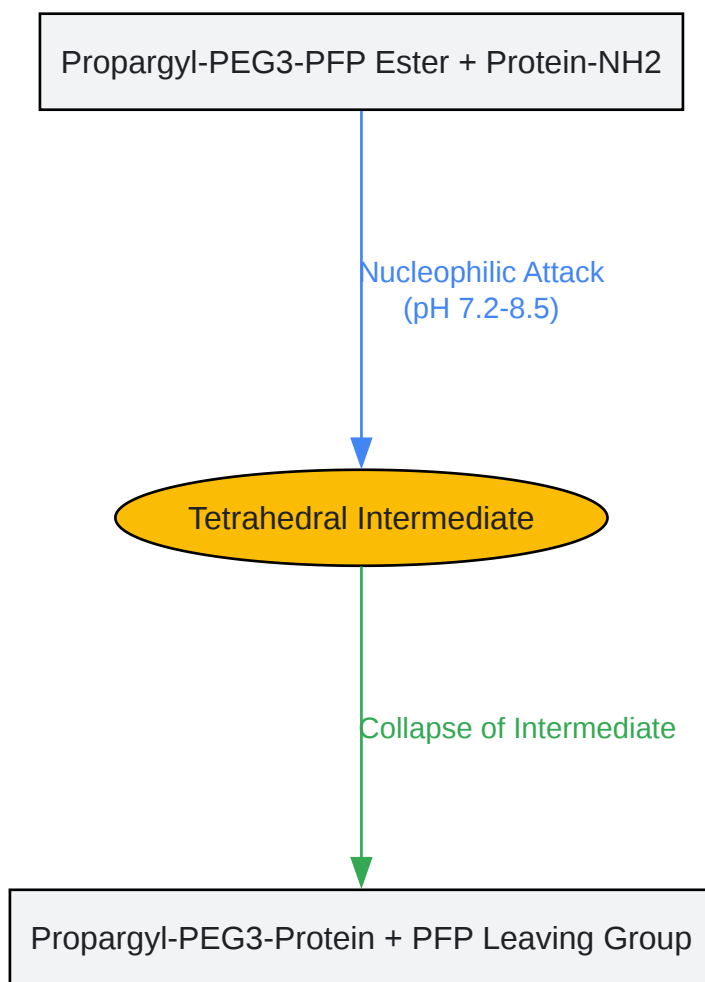 Propargyl-PEG3-PFP Ester + Protein-NH2
Nucleophilic Attack
(pH 7.2-8.5)
Tetrahedral Intermediate
Collapse of Intermediate
Propargyl-PEG3-Protein + PFP Leaving Group